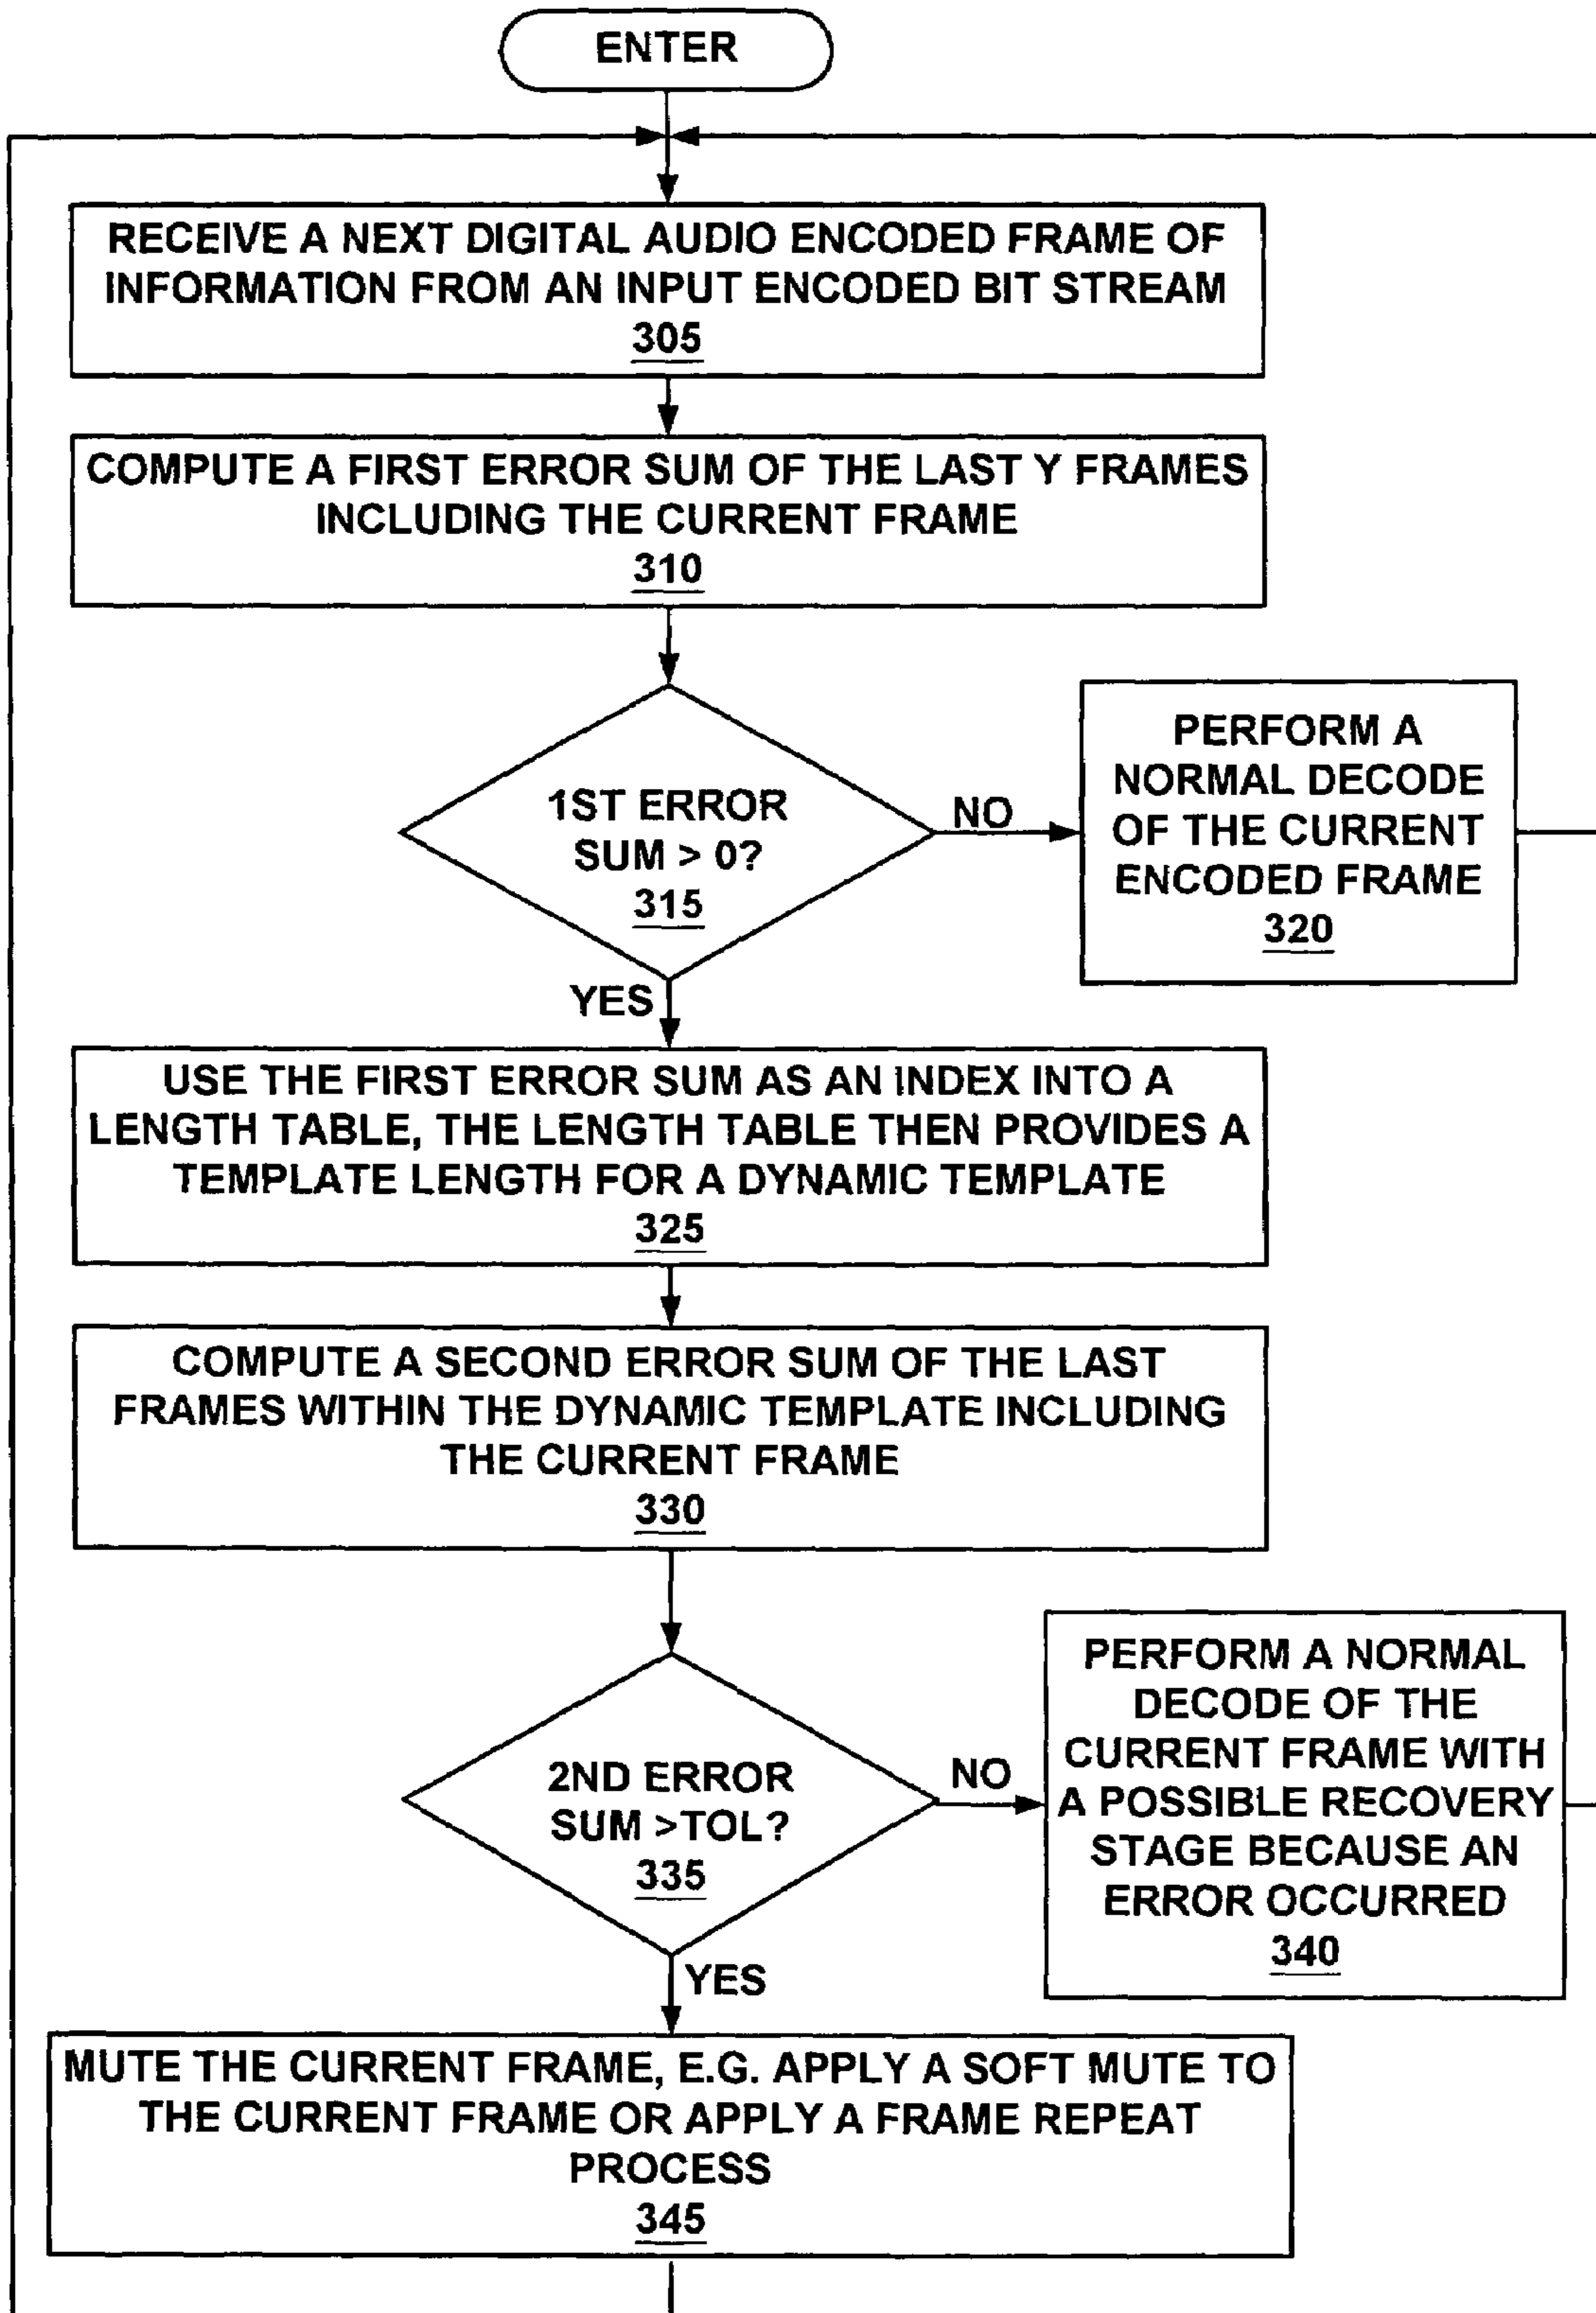 ENTER
RECEIVE A NEXT DIGITAL AUDIO ENCODED FRAME OF
INFORMATION FROM AN INPUT ENCODED BIT STREAM
305
COMPUTE A FIRST ERROR SUM OF THE LAST Y FRAMES
INCLUDING THE CURRENT FRAME
310
1ST ERROR
SUM > 0?
315
NO
PERFORM A
NORMAL DECODE
OF THE CURRENT
ENCODED FRAME
320
YES
USE THE FIRST ERROR SUM AS AN INDEX INTO A
LENGTH TABLE, THE LENGTH TABLE THEN PROVIDES A
TEMPLATE LENGTH FOR A DYNAMIC TEMPLATE
325
COMPUTE A SECOND ERROR SUM OF THE LAST
FRAMES WITHIN THE DYNAMIC TEMPLATE INCLUDING
THE CURRENT FRAME
330
2ND ERROR
SUM >TOL?
335
NO
PERFORM A NORMAL
DECODE OF THE
CURRENT FRAME WITH
A POSSIBLE RECOVERY
STAGE BECAUSE AN
ERROR OCCURRED
340
YES
MUTE THE CURRENT FRAME, E.G. APPLY A SOFT MUTE TO
THE CURRENT FRAME OR APPLY A FRAME REPEAT
PROCESS
345